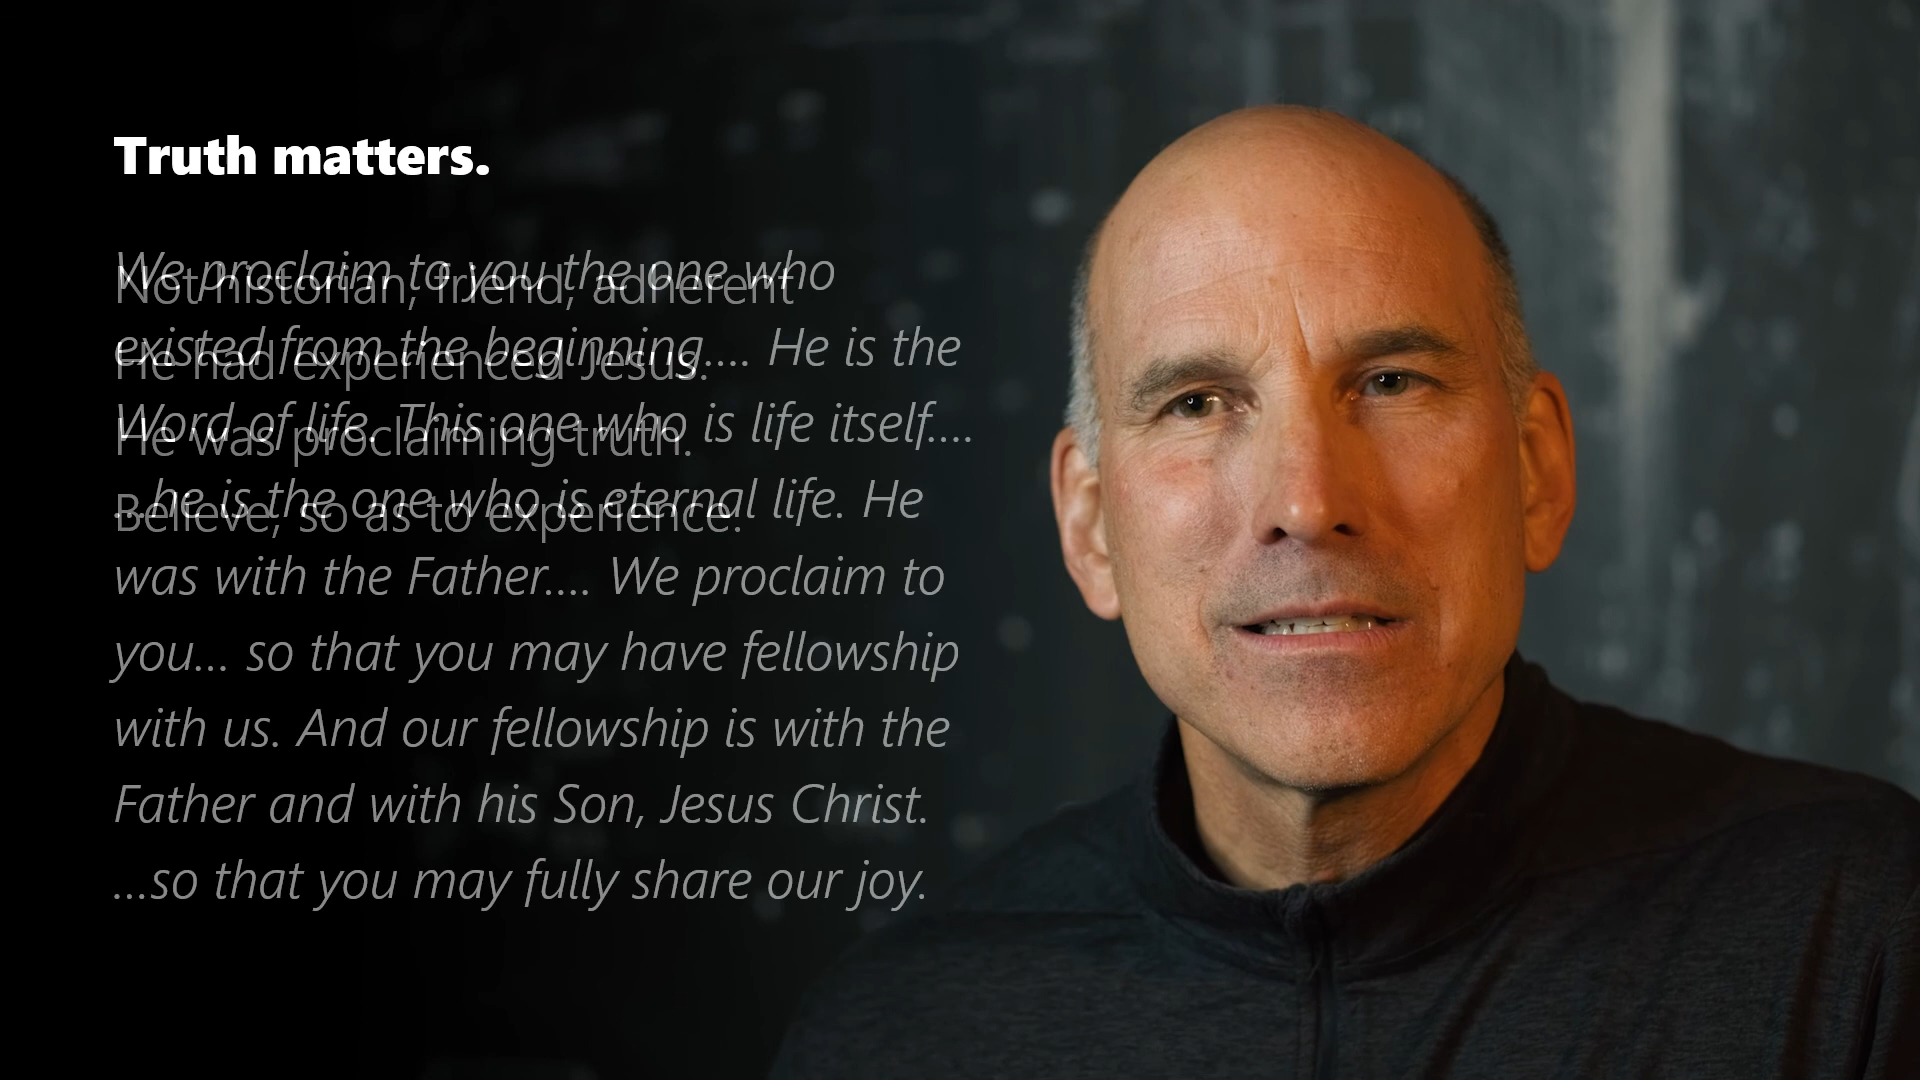 Truth matters.
We proclaim to you the one who
existed from the beginning.... He is the
Word of life. This one who is life itself....
...he is the one who is eternal life. He
was with the Father.... We proclaim to
you... so that you may have fellowship
with us. And our fellowship is with the
Father and with his Son, Jesus Christ.
...so that you may fully share our joy.
Not historian, friend, adherent
He had experienced Jesus.
He was proclaiming truth.
Believe, so as to experience.